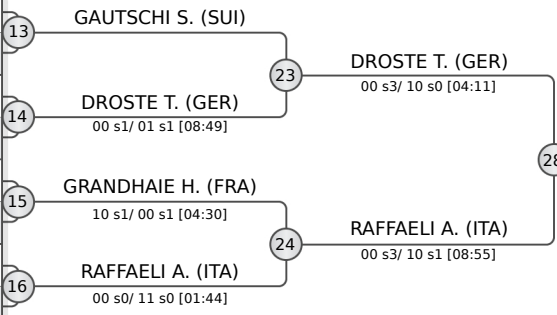 13
GAUTSCHI S. (SUI)
23
DROSTE T. (GER)
00 s3/ 10 s0 [04:11]
14
DROSTE T. (GER)
00 s1/ 01 s1 [08:49]
28
15
GRANDHAIE H. (FRA)
10 s1/ 00 s1 [04:30]
24
RAFFAELI A. (ITA)
00 s3/ 10 s1 [08:55]
16
RAFFAELI A. (ITA)
00 s0/ 11 s0 [01:44]